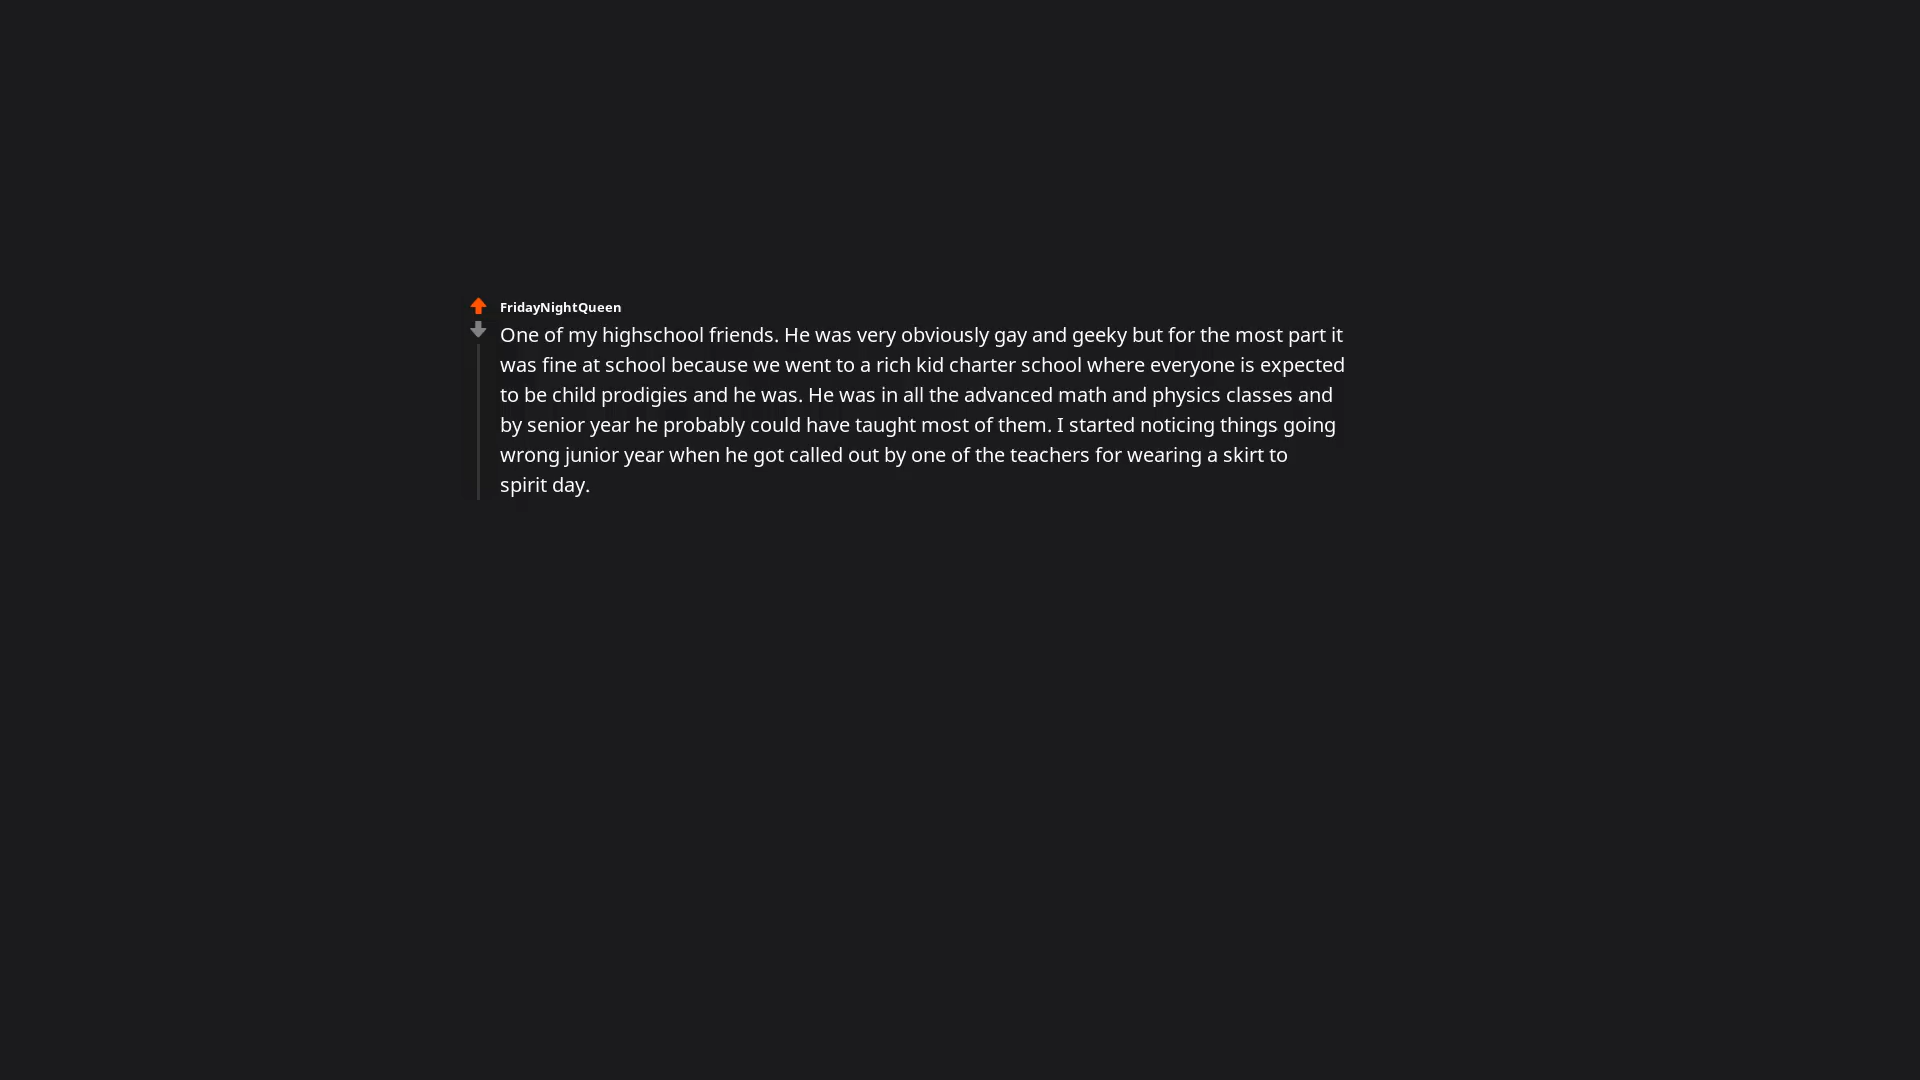 FridayNightQueen
One of my highschool friends. He was very obviously gay and geeky but for the most part it
was fine at school because we went to a rich kid charter school where everyone is expected
to be child prodigies and he was. He was in all the advanced math and physics classes and
by senior year he probably could have taught most of them. I started noticing things going
wrong junior year when he got called out by one of the teachers for wearing a skirt to
spirit day.